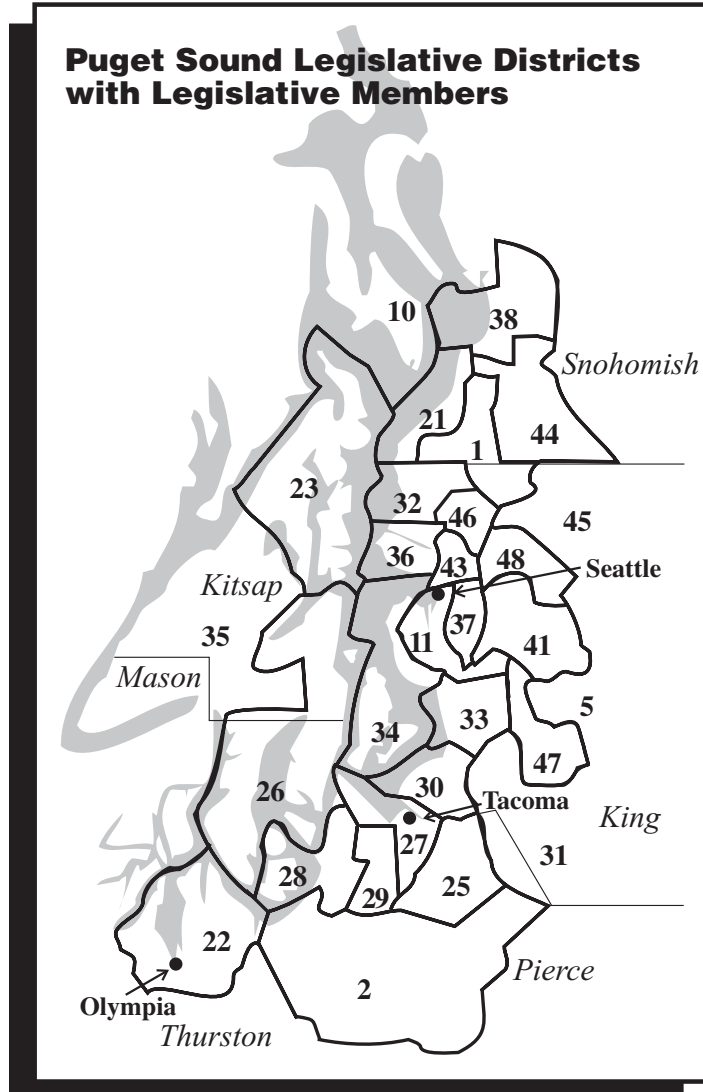 Puget Sound Legislative Districts
with Legislative Members
10
38
Snohomish
21
44
1
23
32
46
45
36
43
48
Seattle
Kitsap
35
11
37
41
Mason
5
34
33
47
26
30
Tacoma
King
27
31
28
29
25
22
2
Pierce
Olympia
Thurston